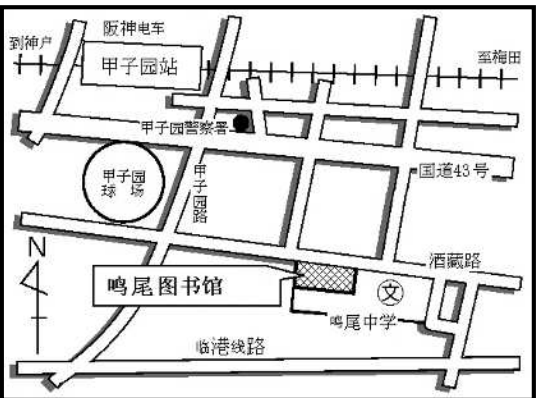 阪神电车
到神户
甲子园站
至梅田
甲子园警察署
国道43号
甲子园
球场
甲子园路
酒藏路
N
鸣尾图书馆
文
鸣尾中学
临港线路